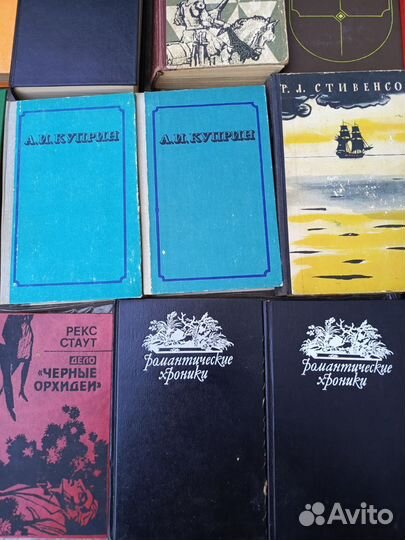 А.И.КУПРИН
А.И.КУПРИН
Р. Л. СТИВЕНСО
РЕКС
СТАУТ
ДЕЛО
"ЧЕРНЫЕ
ОРХИДЕИ"
Романтические
хроники
Романтические
хроники
Avito